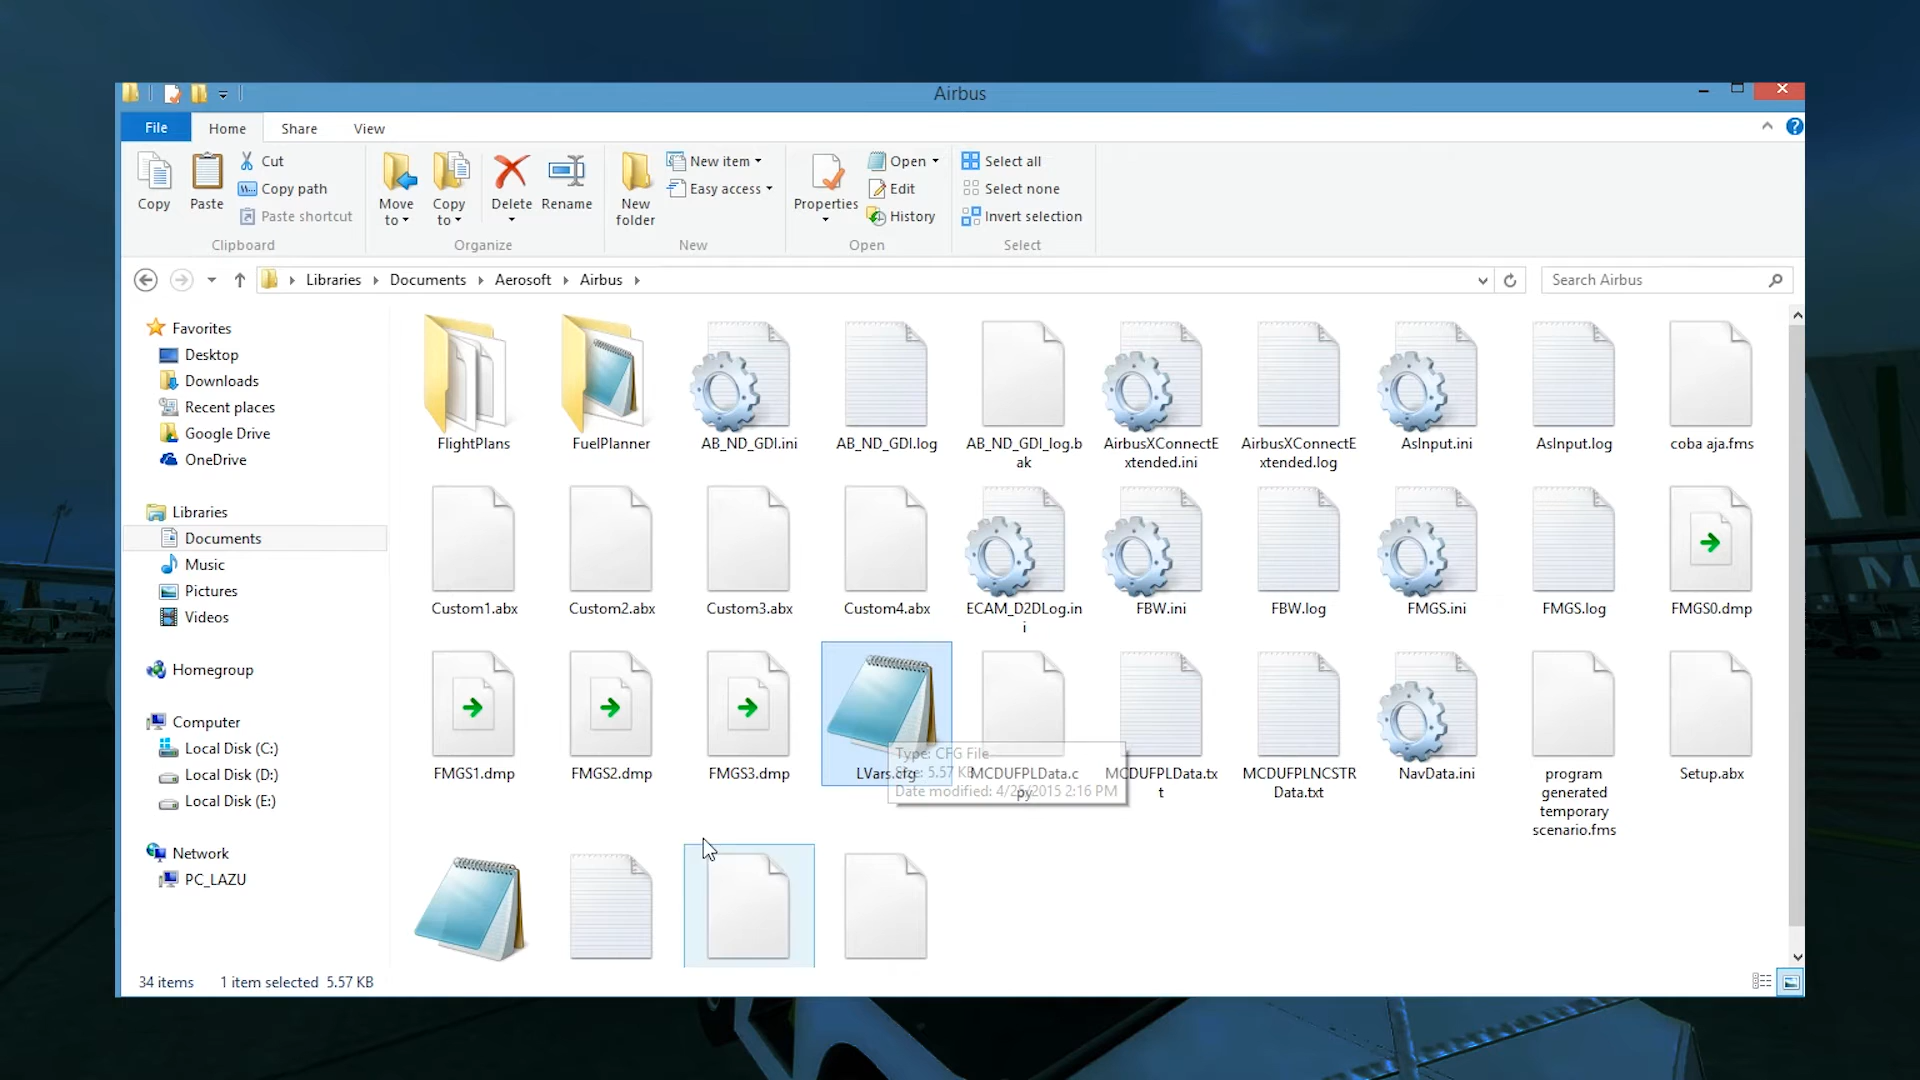 Airbus
File Home Share View
Copy
Paste
Cut
Copy path
Paste shortcut
Clipboard
Move to
Copy to
Delete
Rename
Organize
New folder
New item
Easy access
New
Properties
Open
Edit
History
Open
Select all
Select none
Invert selection
Select
Libraries Documents Aerosoft Airbus
Search Airbus
Favorites
Desktop
Downloads
Recent places
Google Drive
OneDrive
Libraries
Documents
Music
Pictures
Videos
Homegroup
Computer
Local Disk (C:)
Local Disk (D:)
Local Disk (E:)
Network
PC_LAZU
FlightPlans
FuelPlanner
AB_ND_GDI.ini
AB_ND_GDI.log
AB_ND_GDI_log.b
ak
AirbusXConnectE
xtended.ini
AirbusXConnectE
xtended.log
AsInput.ini
AsInput.log
coba aja.fms
Custom1.abx
Custom2.abx
Custom3.abx
Custom4.abx
ECAM_D2DLog.in
i
FBW.ini
FBW.log
FMGS.ini
FMGS.log
FMGS0.dmp
FMGS1.dmp
FMGS2.dmp
FMGS3.dmp
LVars.cfg
Type: CFG File
Size: 5.57 KB
Date modified: 4/25/2015 2:16 PM
MCDUFPLData.c
py
MCDUFPLData.tx
t
MCDUFPLNCSTR
Data.txt
NavData.ini
program
generated
temporary
scenario.fms
Setup.abx
34 items 1 item selected 5.57 KB